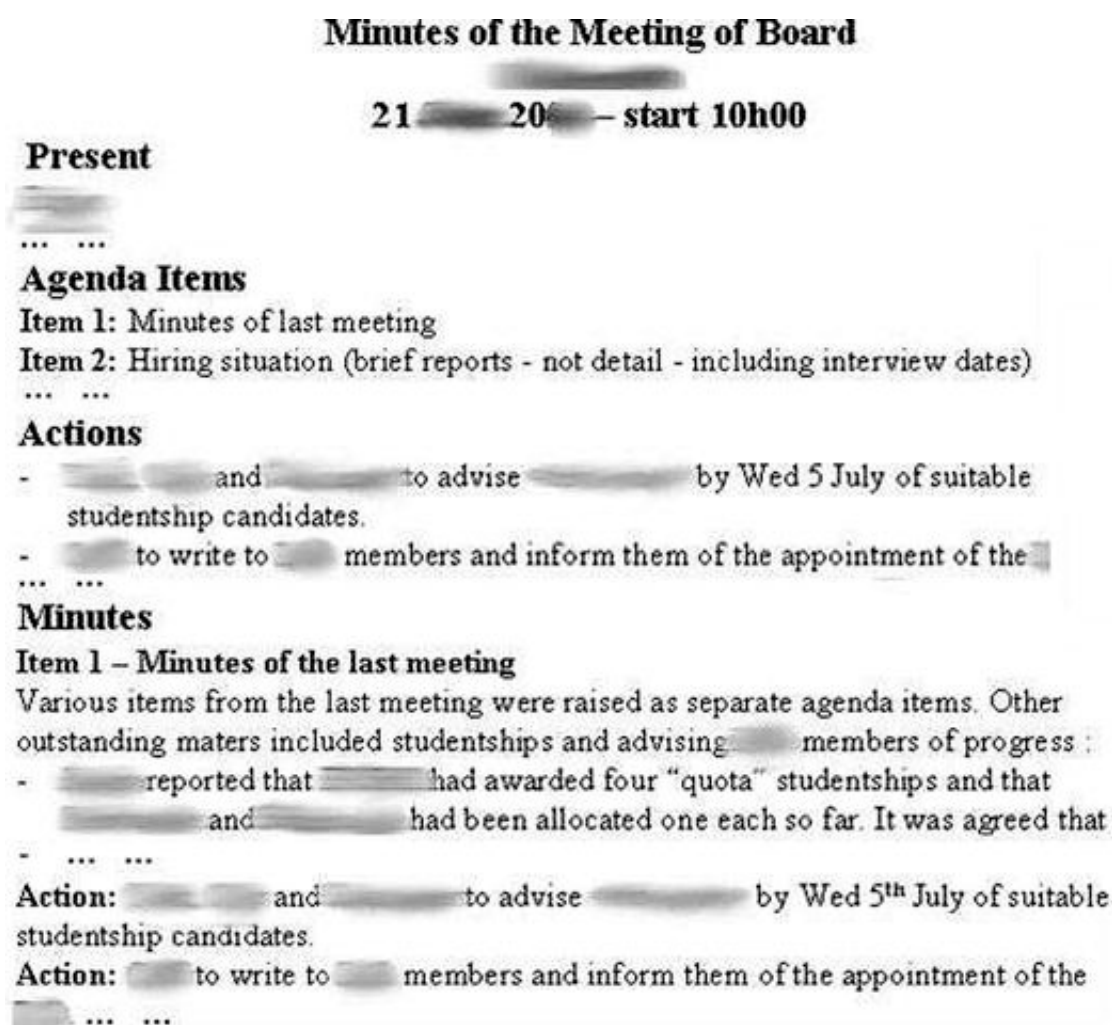 Minutes of the Meeting of Board
21 20 – start 10h00
Present
... ...
Agenda Items
Item 1: Minutes of last meeting
Item 2: Hiring situation (brief reports - not detail - including interview dates)
... ...
Actions
- and to advise by Wed 5 July of suitable
studentship candidates.
- to write to members and inform them of the appointment of the
... ...
Minutes
Item 1 – Minutes of the last meeting
Various items from the last meeting were raised as separate agenda items. Other
outstanding maters included studentships and advising members of progress :
- reported that had awarded four “quota” studentships and that
and had been allocated one each so far. It was agreed that
- ... ...
Action: and to advise by Wed 5th July of suitable
studentship candidates.
Action: to write to members and inform them of the appointment of the
... ...